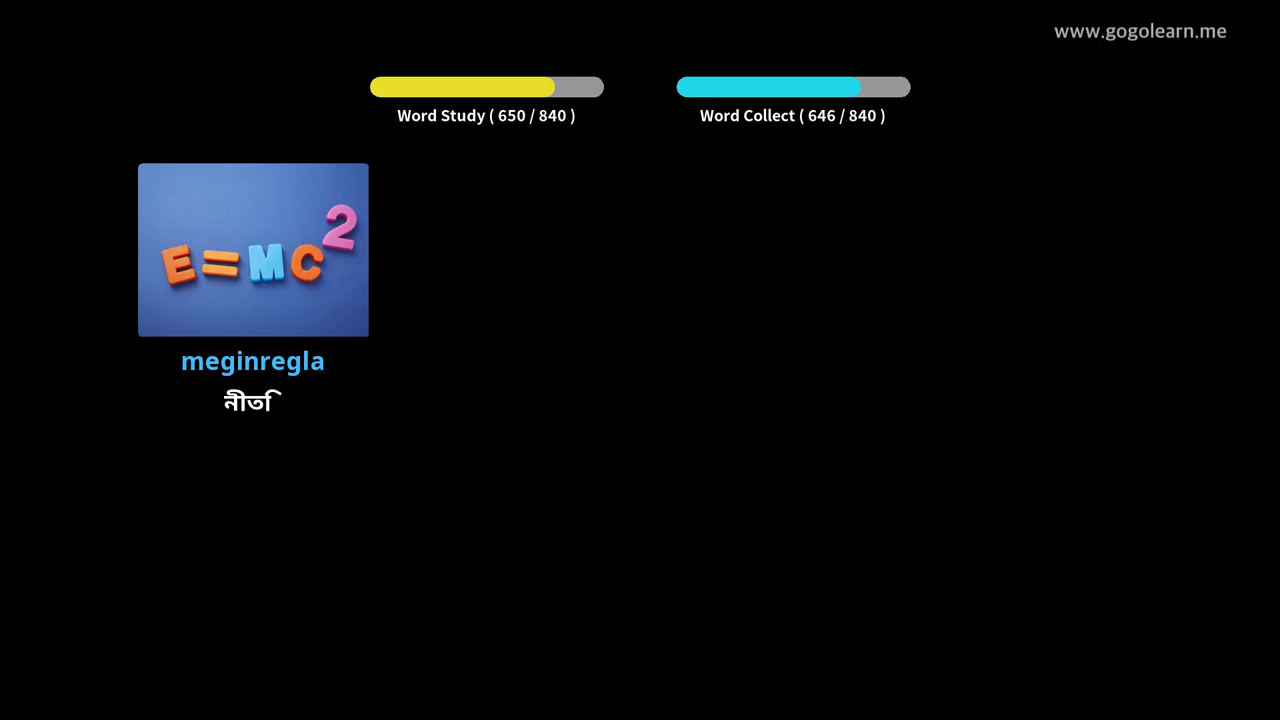 www.gogolearn.me
Word Study ( 650 / 840 )
Word Collect ( 646 / 840 )
E=MC²
meginregla
নীতি